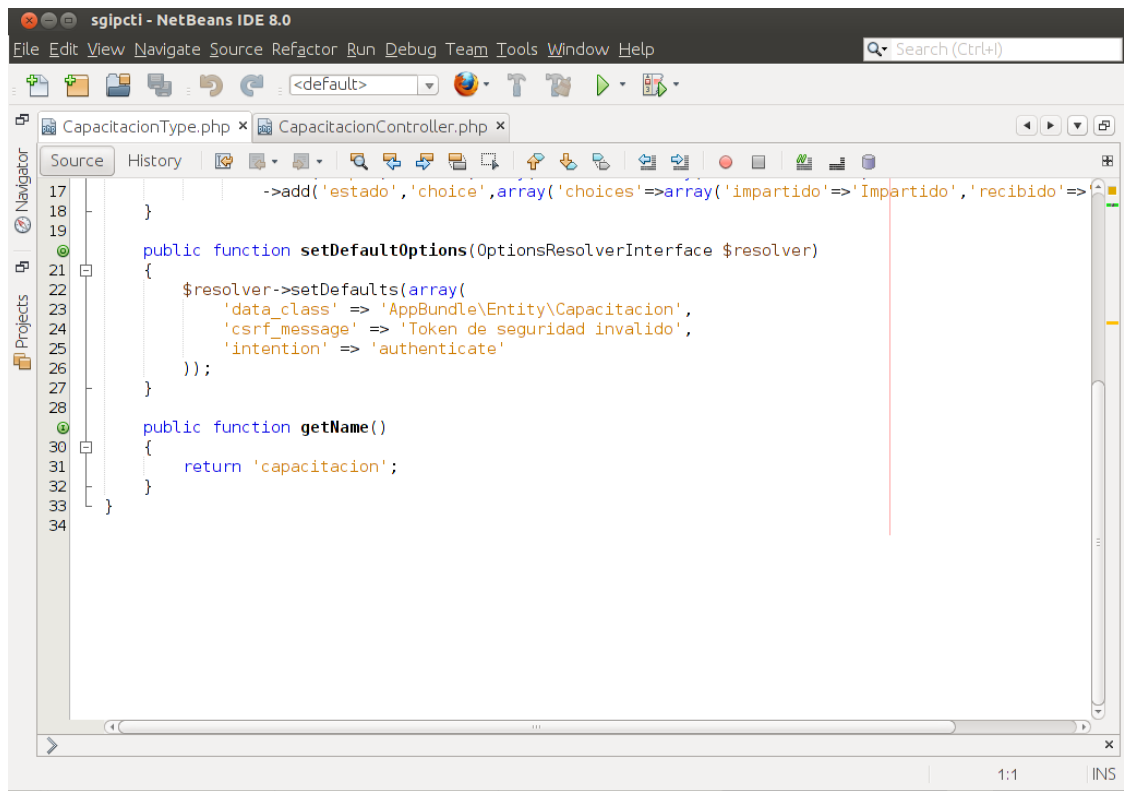 sgipcti - NetBeans IDE 8.0
File Edit View Navigate Source Refactor Run Debug Team Tools Window Help Search (Ctrl+I)
<default>
CapacitacionType.php × CapacitacionController.php ×
Source History
Navigator
Projects
17 ->add('estado','choice',array('choices'=>array('impartido'=>'Impartido','recibido'=>'
18 }
19
public function setDefaultOptions(OptionsResolverInterface $resolver)
21 {
22 $resolver->setDefaults(array(
23 'data_class' => 'AppBundle\Entity\Capacitacion',
24 'csrf_message' => 'Token de seguridad invalido',
25 'intention' => 'authenticate'
26 ));
27 }
28
public function getName()
30 {
31 return 'capacitacion';
32 }
33 }
34
1:1 INS